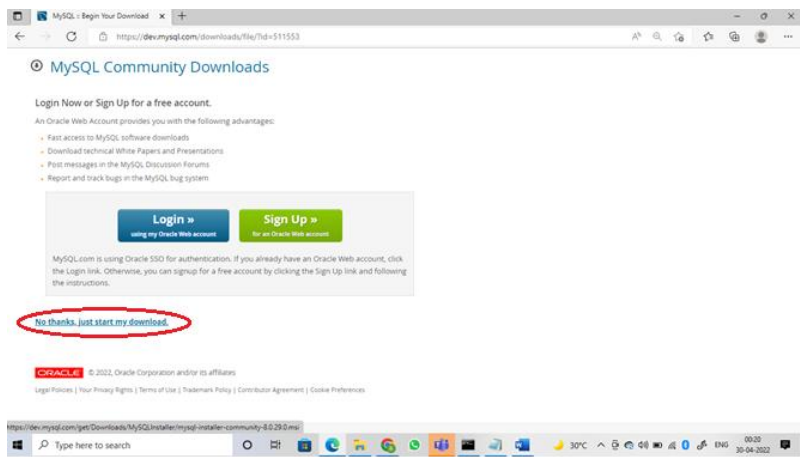 MySQL :: Begin Your Download
https://dev.mysql.com/downloads/file/?id=511553
MySQL Community Downloads
Login Now or Sign Up for a free account.
An Oracle Web Account provides you with the following advantages:
Fast access to MySQL software downloads
Download technical White Papers and Presentations
Post messages in the MySQL Discussion Forums
Report and track bugs in the MySQL bug system
Login »
using my Oracle Web account
Sign Up »
for an Oracle Web account
MySQL.com is using Oracle SSO for authentication. If you already have an Oracle Web account, click
the Login link. Otherwise, you can signup for a free account by clicking the Sign Up link and following
the instructions.
No thanks, just start my download.
ORACLE © 2022, Oracle Corporation and/or its affiliates
Legal Policies | Your Privacy Rights | Terms of Use | Trademark Policy | Contributor Agreement | Cookie Preferences
https://dev.mysql.com/get/Downloads/MySQLInstaller/mysql-installer-community-8.0.29.0.msi
Type here to search
30°C
ENG
00:20
30-04-2022